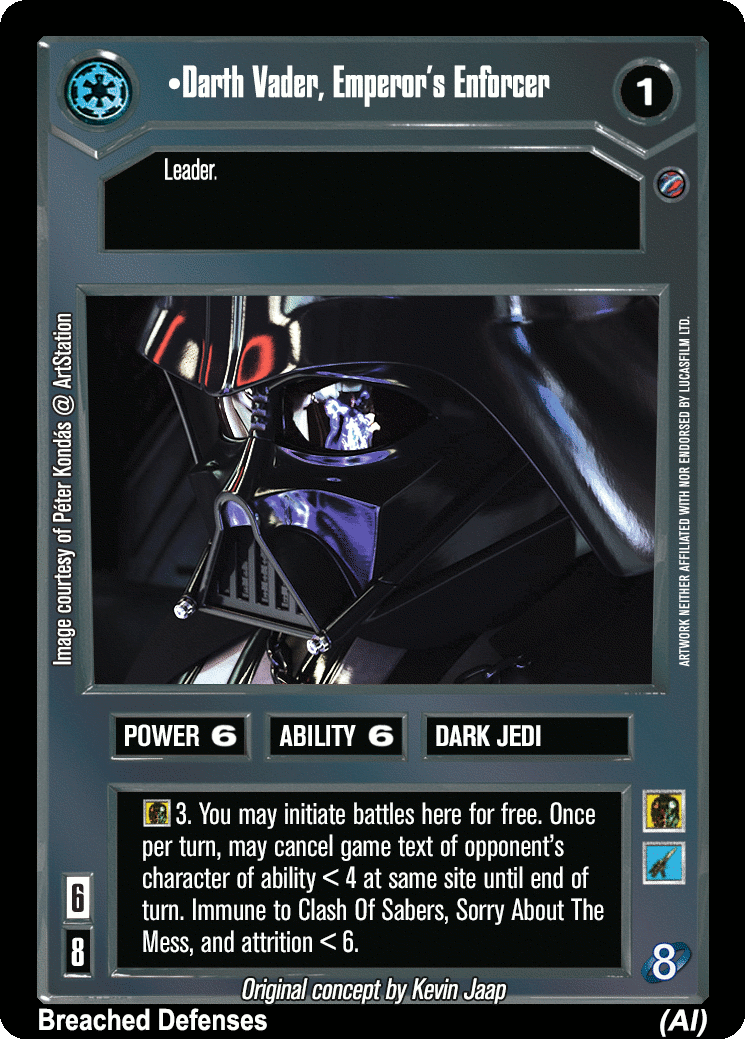 •Darth Vader, Emperor's Enforcer
1
Leader.
Image courtesy of Péter Kondás @ ArtStation
ARTWORK NEITHER AFFILIATED WITH NOR ENDORSED BY LUCASFILM LTD.
POWER 6
ABILITY 6
DARK JEDI
3. You may initiate battles here for free. Once
per turn, may cancel game text of opponent's
character of ability < 4 at same site until end of
turn. Immune to Clash Of Sabers, Sorry About The
Mess, and attrition < 6.
6
8
8
Original concept by Kevin Jaap
Breached Defenses
(AI)